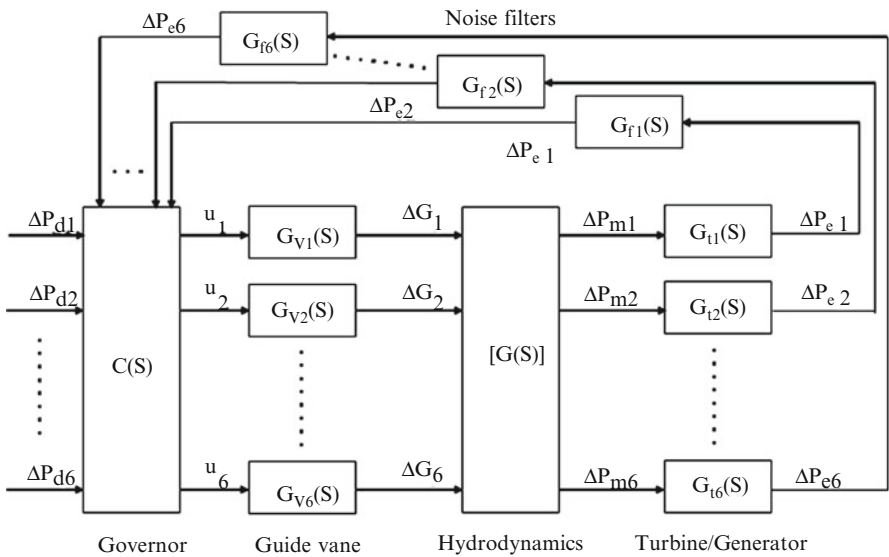 Noise filters
ΔPe6
Gf6(S)
Gf2(S)
ΔPe2
Gf1(S)
ΔPe 1
ΔPd1
u1
GV1(S)
ΔG1
ΔPm1
Gt1(S)
ΔPe 1
ΔPd2
u2
GV2(S)
ΔG2
ΔPm2
Gt2(S)
ΔPe 2
C(S)
[G(S)]
ΔPd6
u6
GV6(S)
ΔG6
ΔPm6
Gt6(S)
ΔPe6
Governor
Guide vane
Hydrodynamics
Turbine/Generator